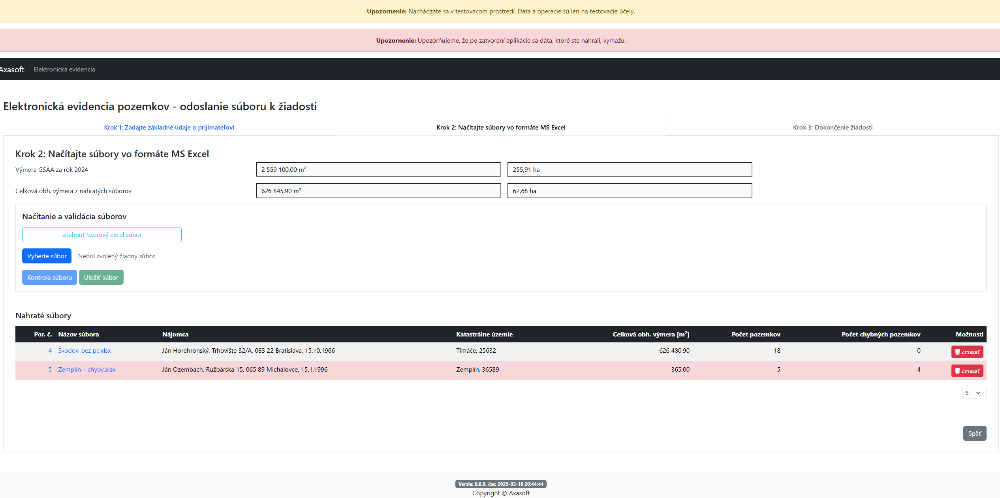 Upozornenie: Nachádzate sa v testovacom prostredí. Dáta a operácie sú len na testovacie účely.
Upozornenie: Upozorňujeme, že po zatvorení aplikácie sa dáta, ktoré ste nahrali, vymažú.
Axasoft Elektronická evidencia
Elektronická evidencia pozemkov - odoslanie súboru k žiadosti
Krok 1: Zadajte základné údaje o prijímateľovi Krok 2: Načítajte súbory vo formáte MS Excel Krok 3: Dokončenie žiadosti
Krok 2: Načítajte súbory vo formáte MS Excel
Výmera GSAA za rok 2024 2 559 100,00 m² 255,91 ha
Celková obh. výmera z nahratých súborov 626 845,90 m² 62,68 ha
Načítanie a validácia súborov
stiahnuť vzorový excel súbor
Vyberte súbor Nebol zvolený žiadny súbor
Kontrola súboru Uložiť súbor
Nahraté súbory
Por. č. Názov súbora Nájomca Katastrálne územie Celková obh. výmera [m²] Počet pozemkov Počet chybných pozemkov Možnosti
4 Svodov-bez pc.xlsx Ján Horehronský, Trhovište 32/A, 083 22 Bratislava, 15.10.1966 Tlmáče, 25632 626 480,90 18 0 Zmazať
5 Zemplín – chyby.xlsx Ján Ozembach, Ružbárska 15, 065 89 Michalovce, 15.1.1996 Zemplín, 36589 365,00 5 4 Zmazať
5
Späť
Verzia: 0.0.9, čas: 2025-03-18 20:44:44
Copyright © Axasoft